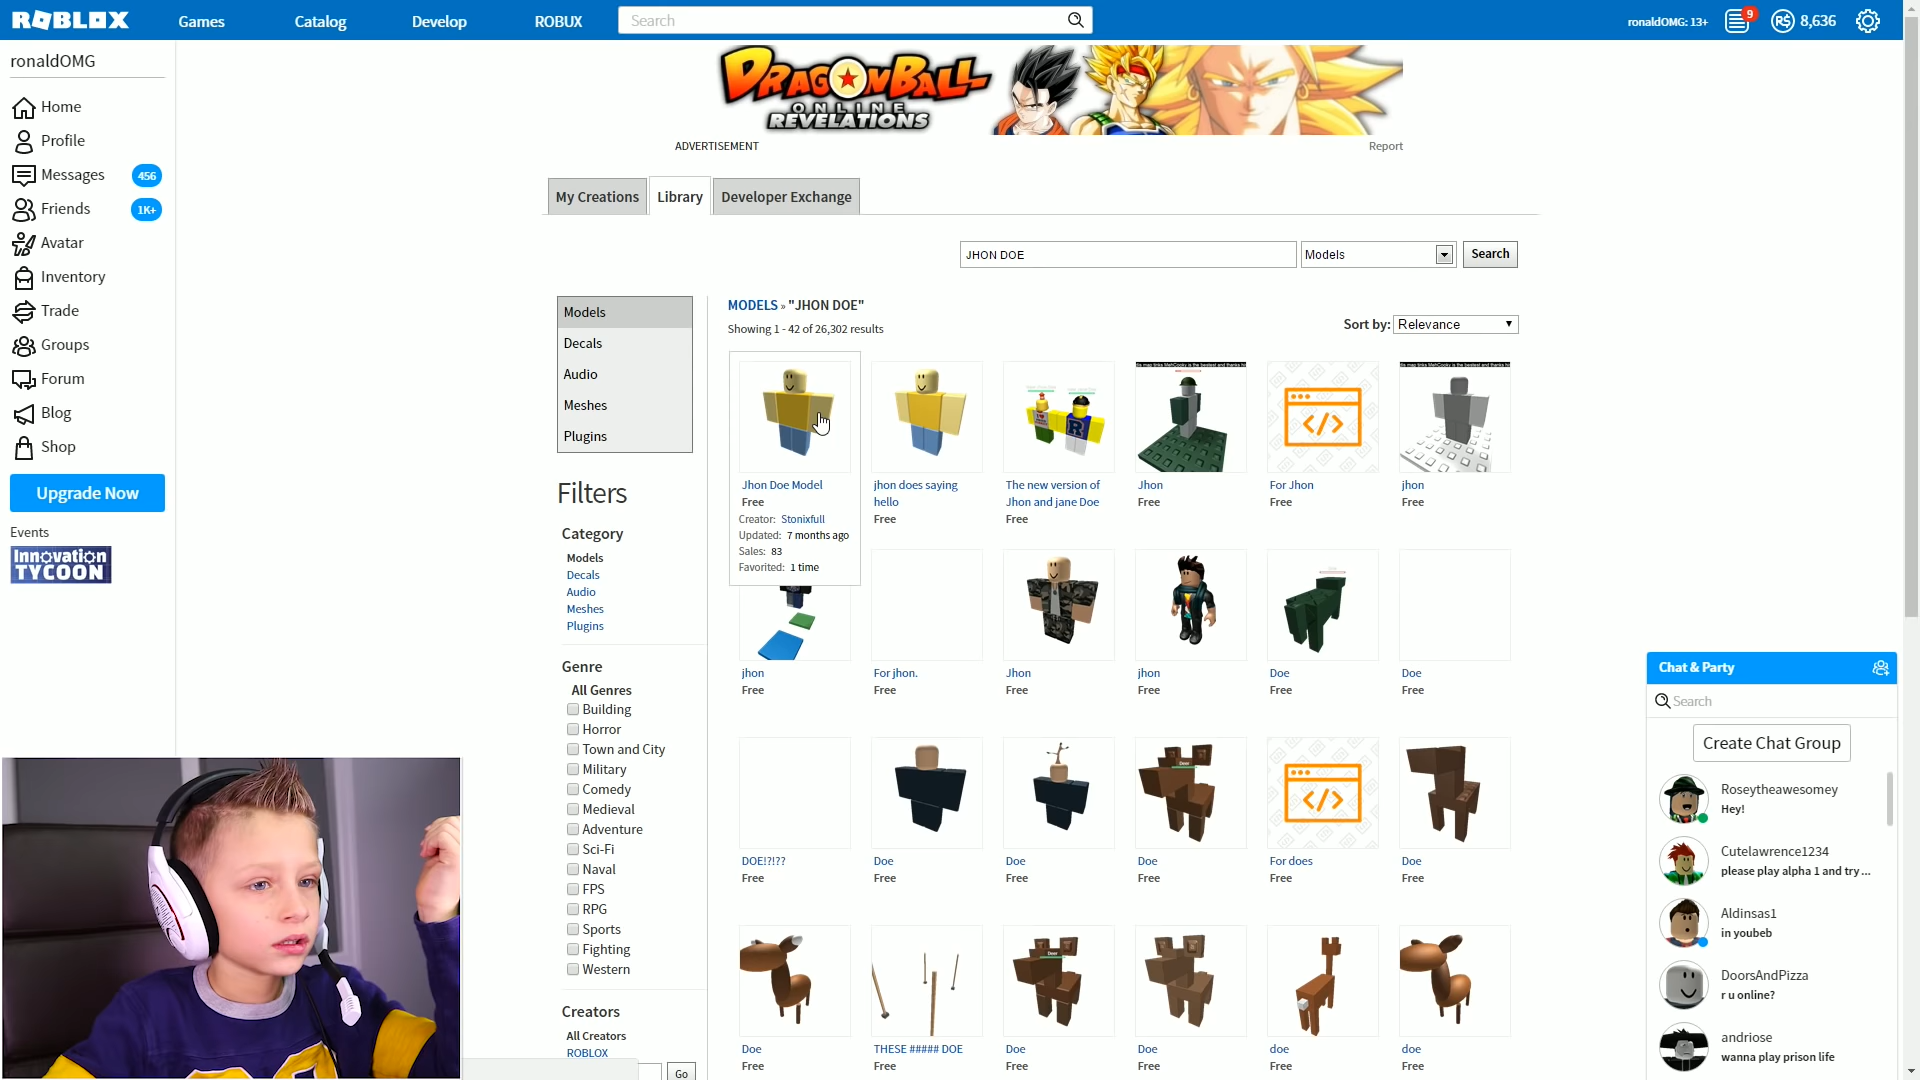 ROBLOX
Games
Catalog
Develop
ROBUX
Search
ronaldOMG: 13+
9
R$
8,636
ronaldOMG
Home
Profile
Messages
456
Friends
1K+
Avatar
Inventory
Trade
Groups
Forum
Blog
Shop
Upgrade Now
Events
Innovation
TYCOON
DRAGON BALL
ONLINE
REVELATIONS
ADVERTISEMENT
Report
My Creations
Library
Developer Exchange
JHON DOE
Models
Search
Models
Decals
Audio
Meshes
Plugins
Filters
Category
Models
Decals
Audio
Meshes
Plugins
Genre
All Genres
Building
Horror
Town and City
Military
Comedy
Medieval
Adventure
Sci-Fi
Naval
FPS
RPG
Sports
Fighting
Western
Creators
All Creators
ROBLOX
Go
MODELS » "JHON DOE"
Showing 1 - 42 of 26,302 results
Sort by:
Relevance
Jhon Doe Model
Free
Creator: Stonixfull
Updated: 7 months ago
Sales: 83
Favorited: 1 time
jhon does saying
hello
Free
The new version of
Jhon and jane Doe
Free
Jhon
Free
For Jhon
Free
jhon
Free
jhon
Free
For jhon.
Free
Jhon
Free
jhon
Free
Doe
Free
Doe
Free
DOE!?!??
Free
Doe
Free
Doe
Free
Doe
Free
For does
Free
Doe
Free
Doe
Free
THESE ##### DOE
Free
Doe
Free
Doe
Free
doe
Free
doe
Free
Chat & Party
Search
Create Chat Group
Roseytheawesomey
Hey!
Cutelawrence1234
please play alpha 1 and try ...
Aldinsas1
in youbeb
DoorsAndPizza
r u online?
andriose
wanna play prison life